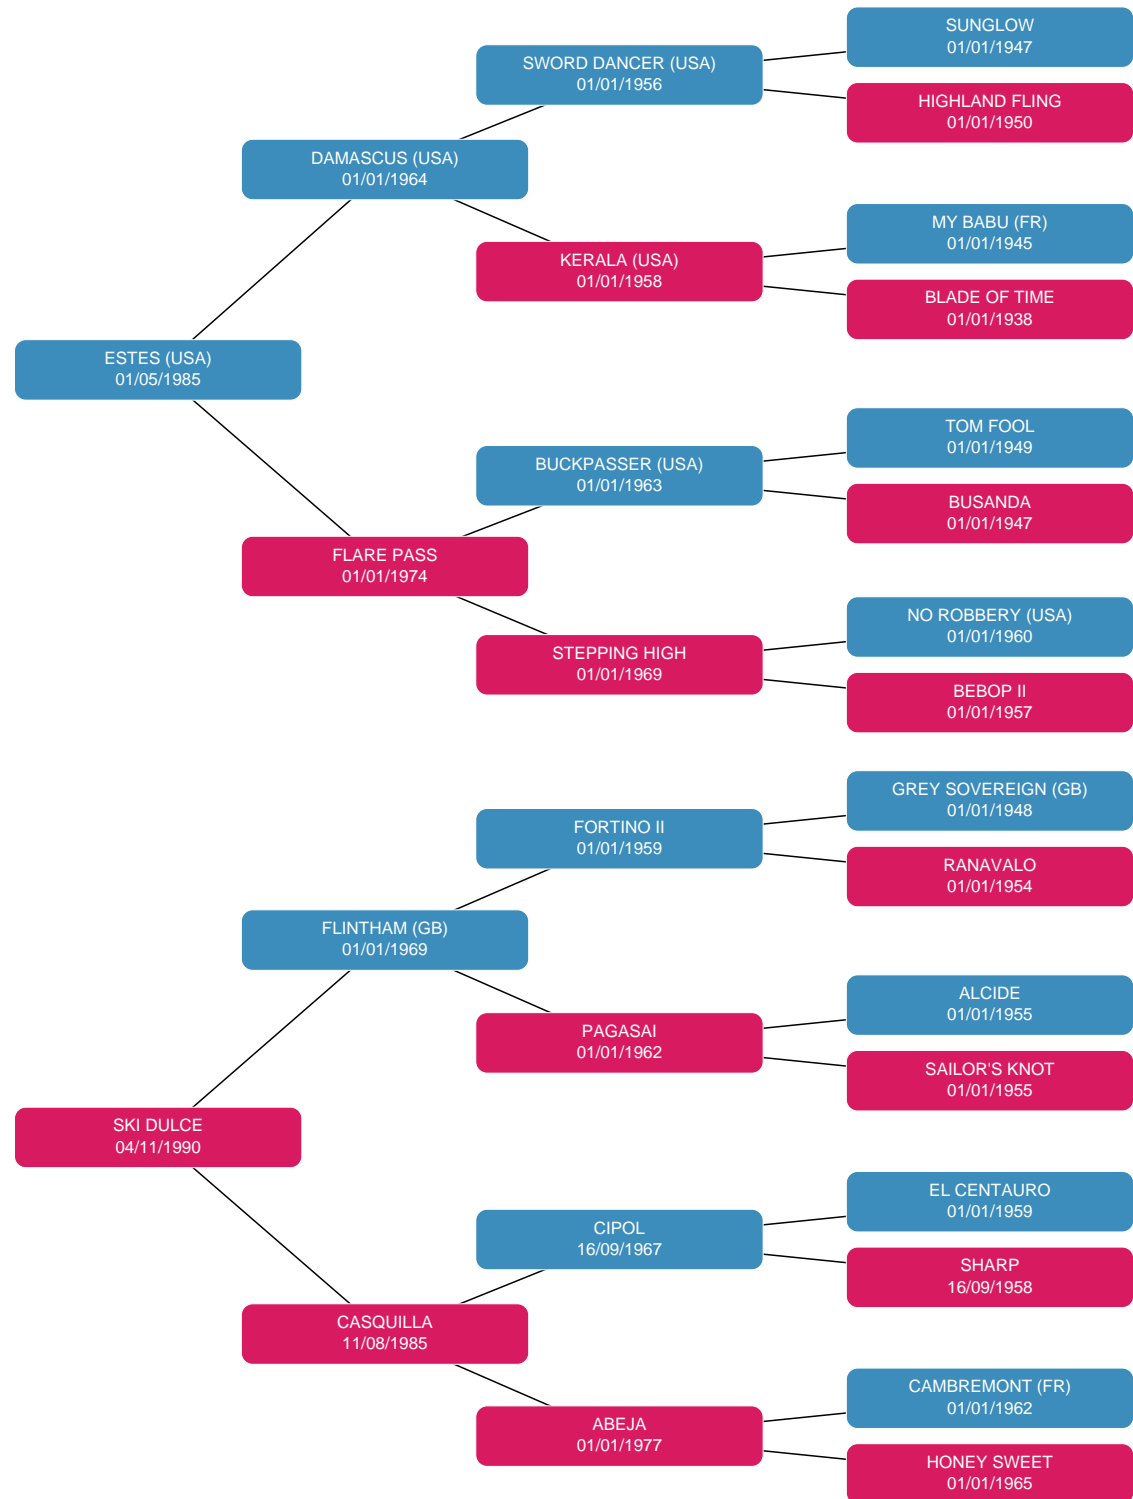 SUNGLOW
01/01/1947
SWORD DANCER (USA)
01/01/1956
HIGHLAND FLING
01/01/1950
DAMASCUS (USA)
01/01/1964
MY BABU (FR)
01/01/1945
KERALA (USA)
01/01/1958
BLADE OF TIME
01/01/1938
ESTES (USA)
01/05/1985
TOM FOOL
01/01/1949
BUCKPASSER (USA)
01/01/1963
BUSANDA
01/01/1947
FLARE PASS
01/01/1974
NO ROBBERY (USA)
01/01/1960
STEPPING HIGH
01/01/1969
BEBOP II
01/01/1957
GREY SOVEREIGN (GB)
01/01/1948
FORTINO II
01/01/1959
RANAVALO
01/01/1954
FLINTHAM (GB)
01/01/1969
ALCIDE
01/01/1955
PAGASAI
01/01/1962
SAILOR'S KNOT
01/01/1955
SKI DULCE
04/11/1990
EL CENTAURO
01/01/1959
CIPOL
16/09/1967
SHARP
16/09/1958
CASQUILLA
11/08/1985
CAMBREMONT (FR)
01/01/1962
ABEJA
01/01/1977
HONEY SWEET
01/01/1965